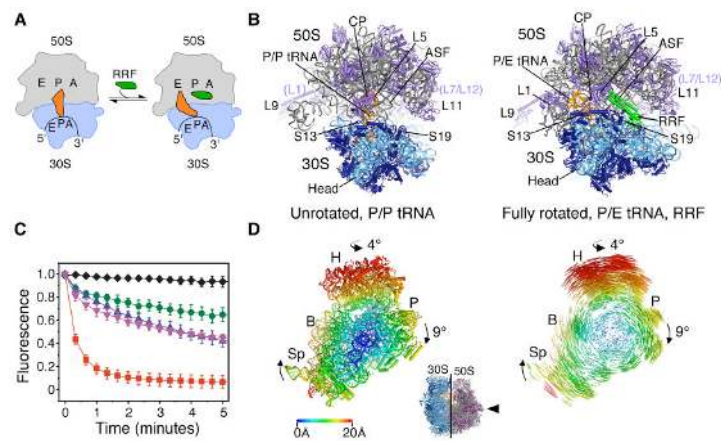 A
50S
E P A
RRF
E P A
5' E PA 3'
5' E PA 3'
30S
50S
30S
B
50S
CP
L5
P/P tRNA
ASF
(L1)
(L7/L12)
L9
L11
S13
S19
30S
Head
Unrotated, P/P tRNA
50S
CP
L5
P/E tRNA
ASF
L1
(L7/L12)
L9
L11
RRF
S13
S19
30S
Head
Fully rotated, P/E tRNA, RRF
C
Fluorescence
1.0
0.8
0.6
0.4
0.2
0
0 1 2 3 4 5
Time (minutes)
D
4°
H
P
B
9°
Sp
0Å 20Å
30S 50S
4°
H
P
B
9°
Sp